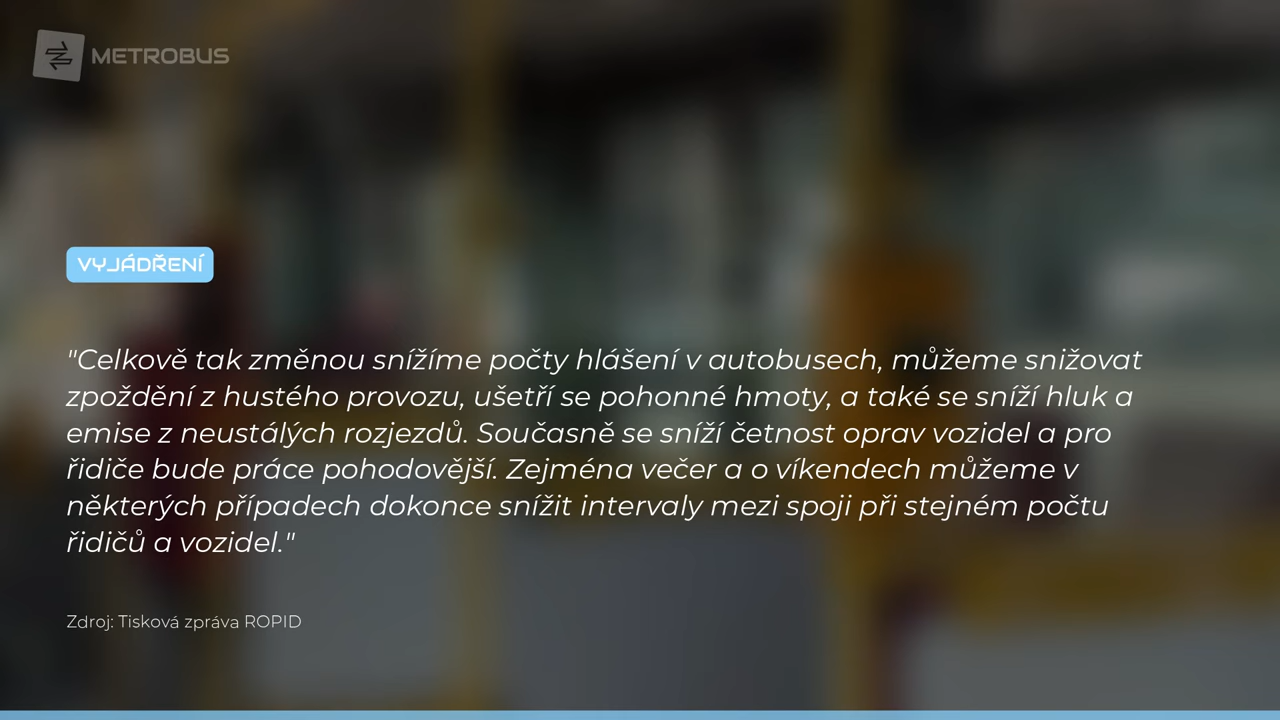 METROBUS
VYJÁDŘENÍ
"Celkově tak změnou snížíme počty hlášení v autobusech, můžeme snižovat
zpoždění z hustého provozu, ušetří se pohonné hmoty, a také se sníží hluk a
emise z neustálých rozjezdů. Současně se sníží četnost oprav vozidel a pro
řidiče bude práce pohodovější. Zejména večer a o víkendech můžeme v
některých případech dokonce snížit intervaly mezi spoji při stejném počtu
řidičů a vozidel."
Zdroj: Tisková zpráva ROPID